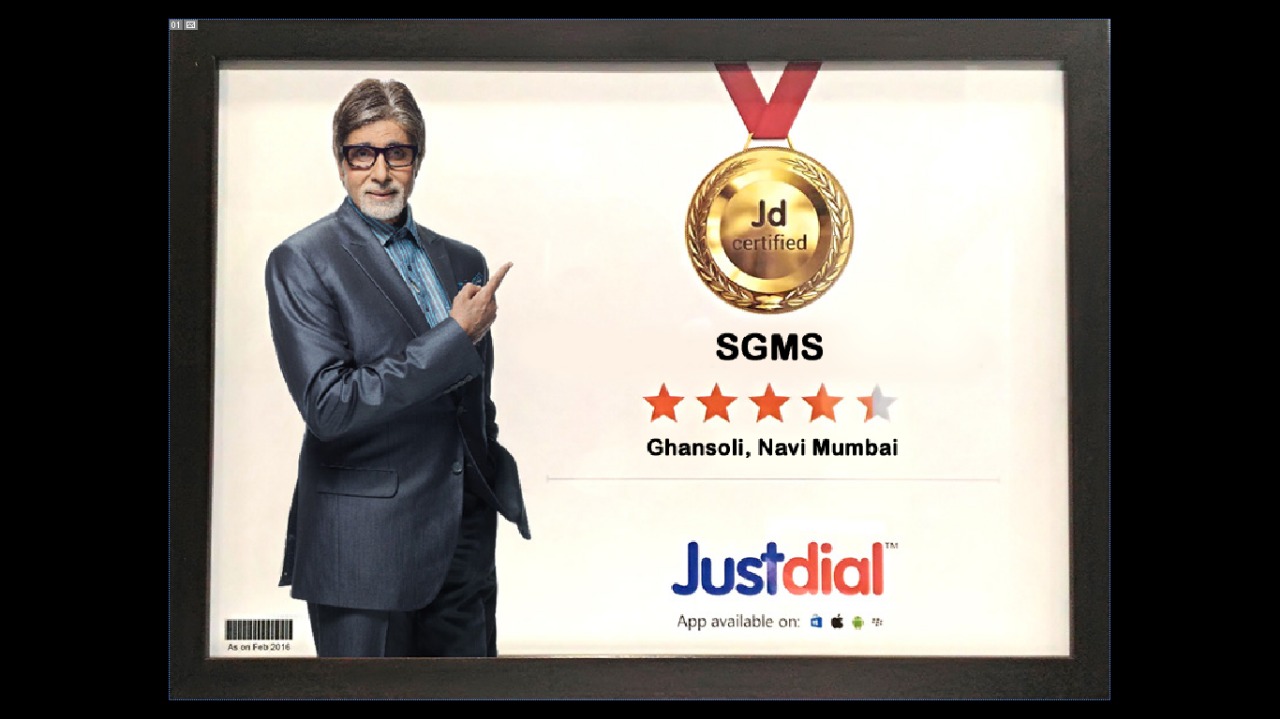 01
Jd
certified
SGMS
Ghansoli, Navi Mumbai
Justdial™
App available on:
As on Feb 2016